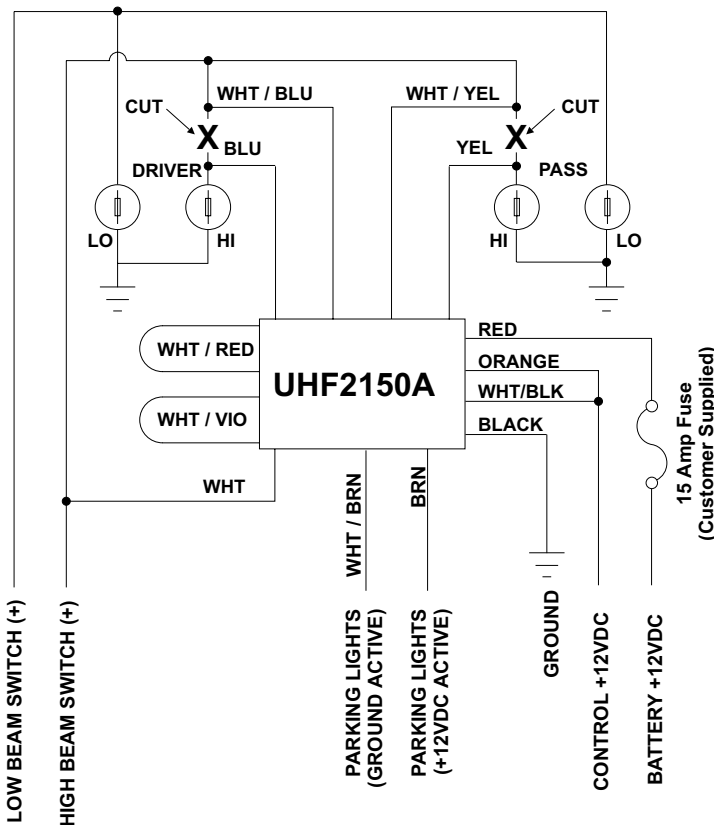 WHT / BLU
WHT / YEL
CUT
X
X
CUT
BLU
YEL
DRIVER
PASS
LO
HI
HI
LO
WHT / RED
UHF2150A
RED
ORANGE
WHT / VIO
WHT/BLK
BLACK
WHT
WHT / BRN
BRN
15 Amp Fuse
(Customer Supplied)
LOW BEAM SWITCH (+)
HIGH BEAM SWITCH (+)
PARKING LIGHTS
(GROUND ACTIVE)
PARKING LIGHTS
(+12VDC ACTIVE)
GROUND
CONTROL +12VDC
BATTERY +12VDC